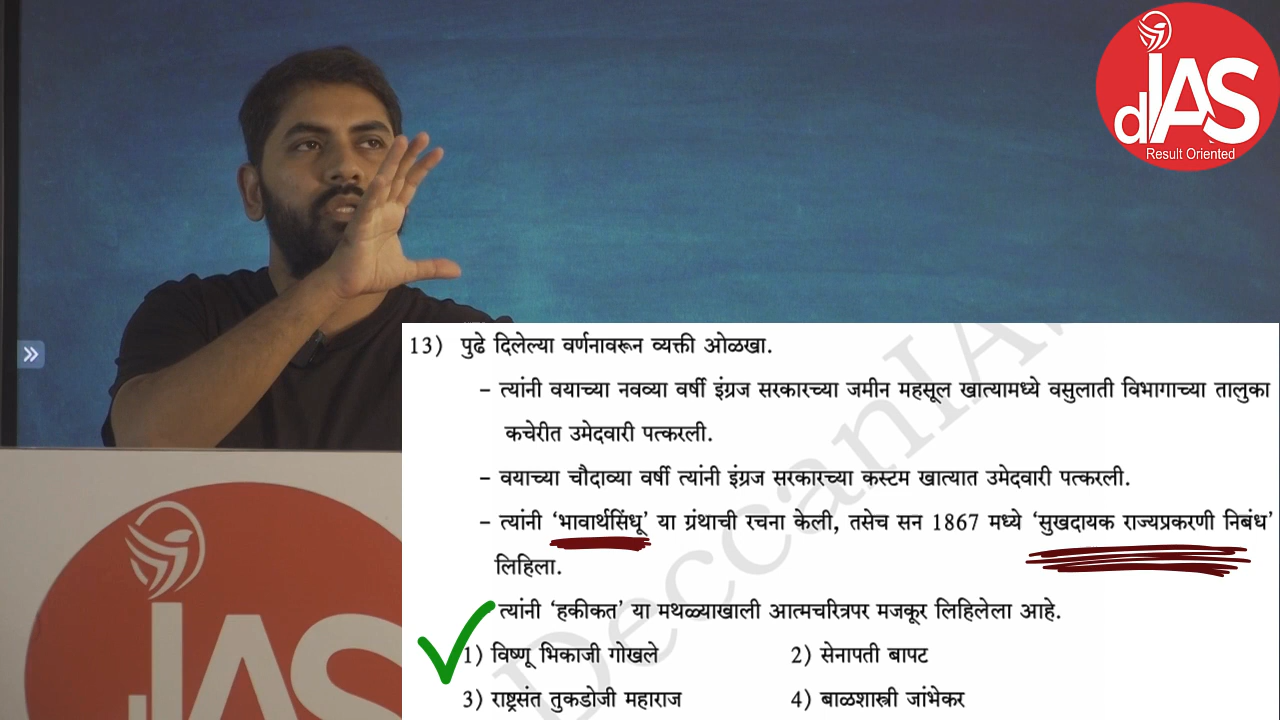 dIAS
Result Oriented
»
13) पुढे दिलेल्या वर्णनावरून व्यक्ती ओळखा.
– त्यांनी वयाच्या नवव्या वर्षी इंग्रज सरकारच्या जमीन महसूल खात्यामध्ये वसुलाती विभागाच्या तालुका
कचेरीत उमेदवारी पत्करली.
– वयाच्या चौदाव्या वर्षी त्यांनी इंग्रज सरकारच्या कस्टम खात्यात उमेदवारी पत्करली.
– त्यांनी ‘भावार्थसिंधू’ या ग्रंथाची रचना केली, तसेच सन 1867 मध्ये ‘सुखदायक राज्यप्रकरणी निबंध’
लिहिला.
त्यांनी ‘हकीकत’ या मथळ्याखाली आत्मचरित्रपर मजकूर लिहिलेला आहे.
1) विष्णू भिकाजी गोखले 2) सेनापती बापट
3) राष्ट्रसंत तुकडोजी महाराज 4) बाळशास्त्री जांभेकर
DeccanIA
dIAS